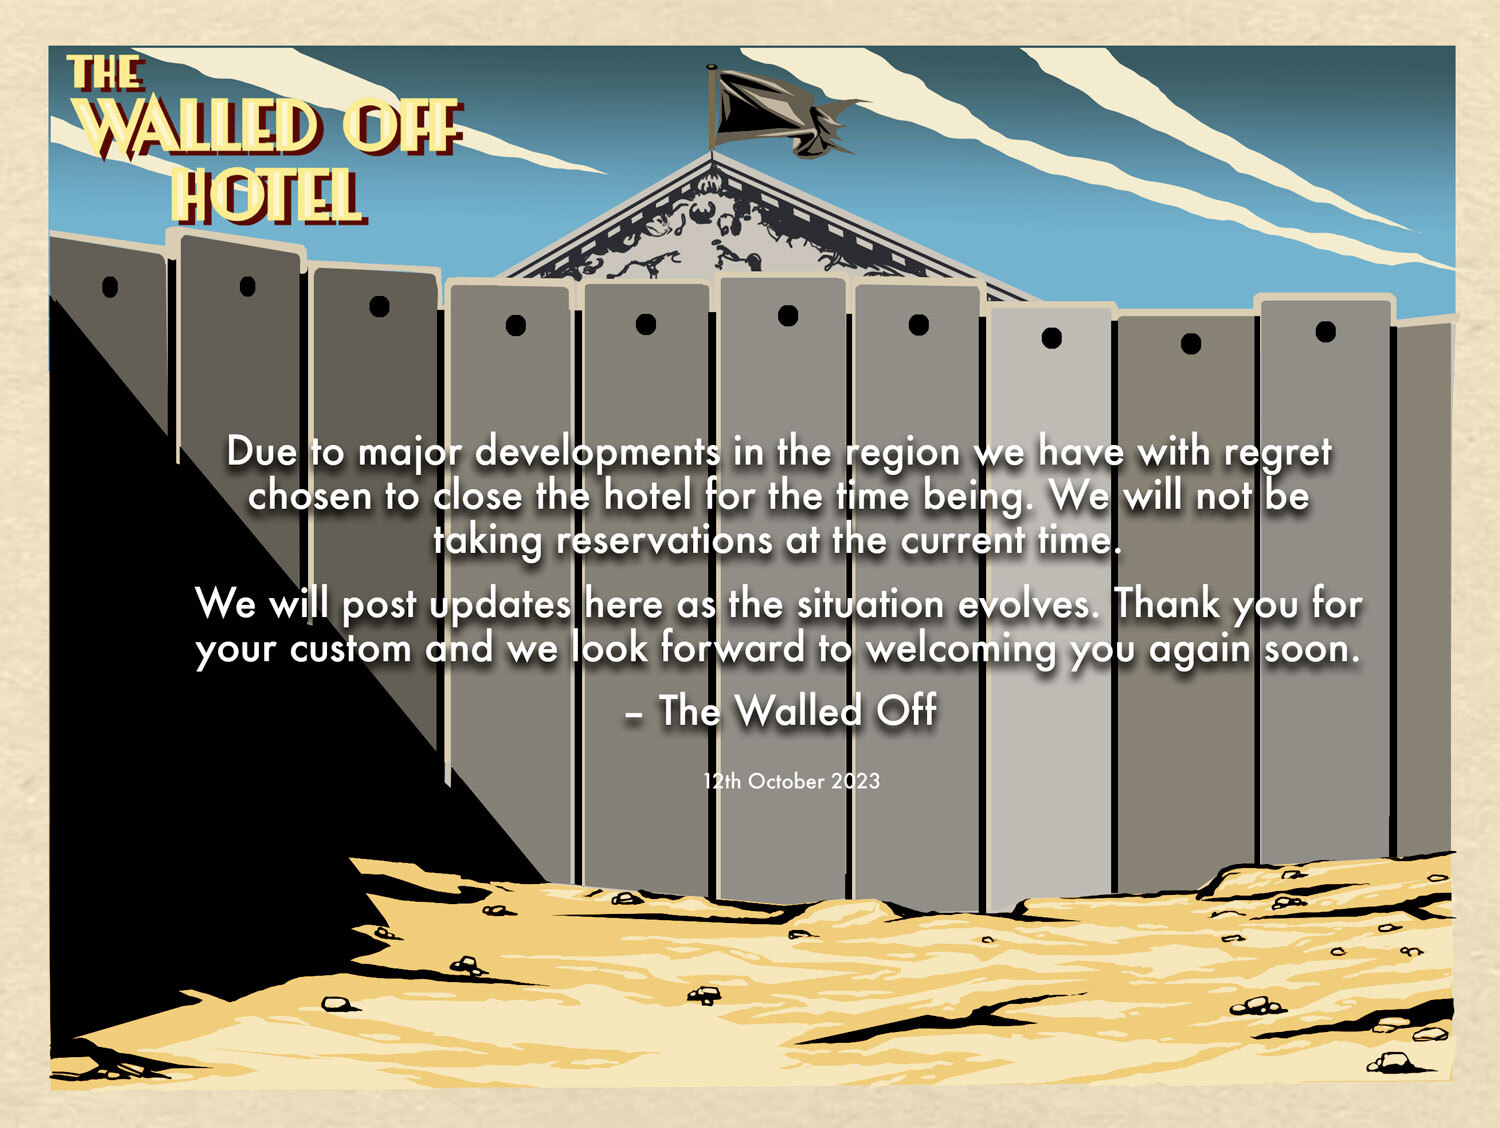 THE
WALLED OFF
HOTEL
Due to major developments in the region we have with regret
chosen to close the hotel for the time being. We will not be
taking reservations at the current time.
We will post updates here as the situation evolves. Thank you for
your custom and we look forward to welcoming you again soon.
– The Walled Off
12th October 2023